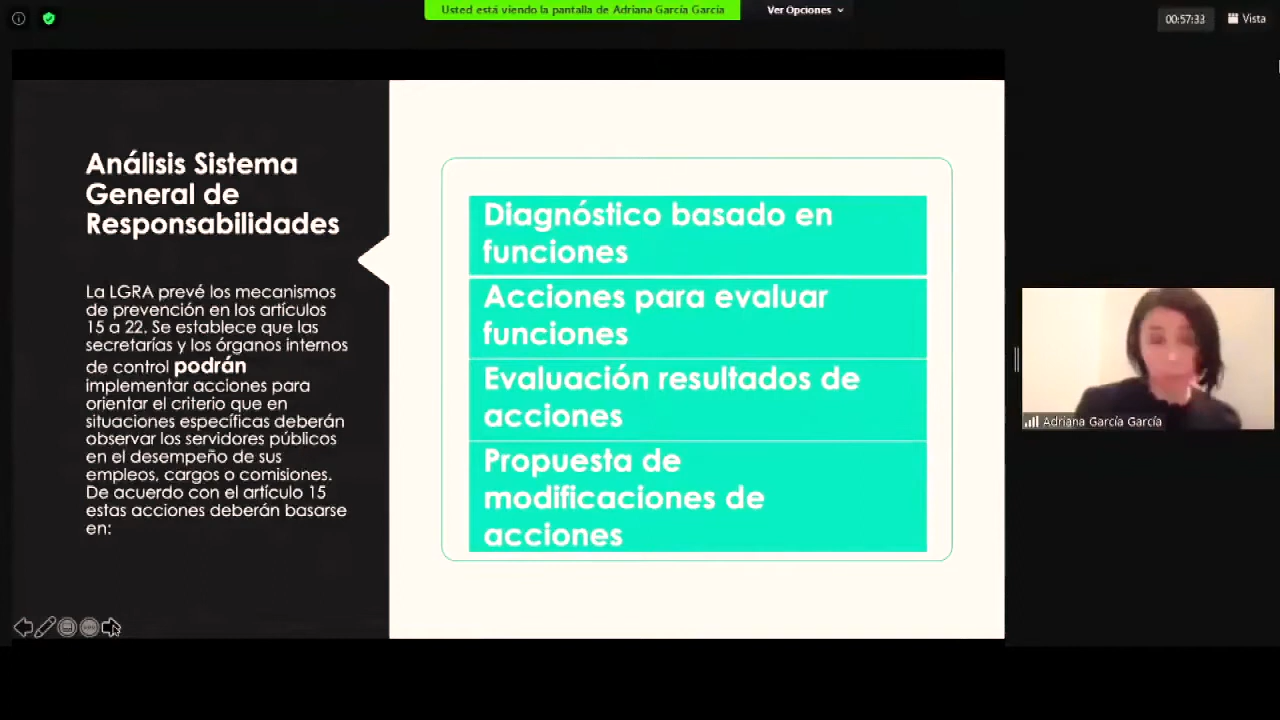 Usted está viendo la pantalla de Adriana García García
Ver Opciones
00:57:33
Vista
Análisis Sistema
General de
Responsabilidades
La LGRA prevé los mecanismos
de prevención en los artículos
15 a 22. Se establece que las
secretarías y los órganos internos
de control podrán
implementar acciones para
orientar el criterio que en
situaciones específicas deberán
observar los servidores públicos
en el desempeño de sus
empleos, cargos o comisiones.
De acuerdo con el artículo 15
estas acciones deberán basarse
en:
Diagnóstico basado en
funciones
Acciones para evaluar
funciones
Evaluación resultados de
acciones
Propuesta de
modificaciones de
acciones
Adriana García García